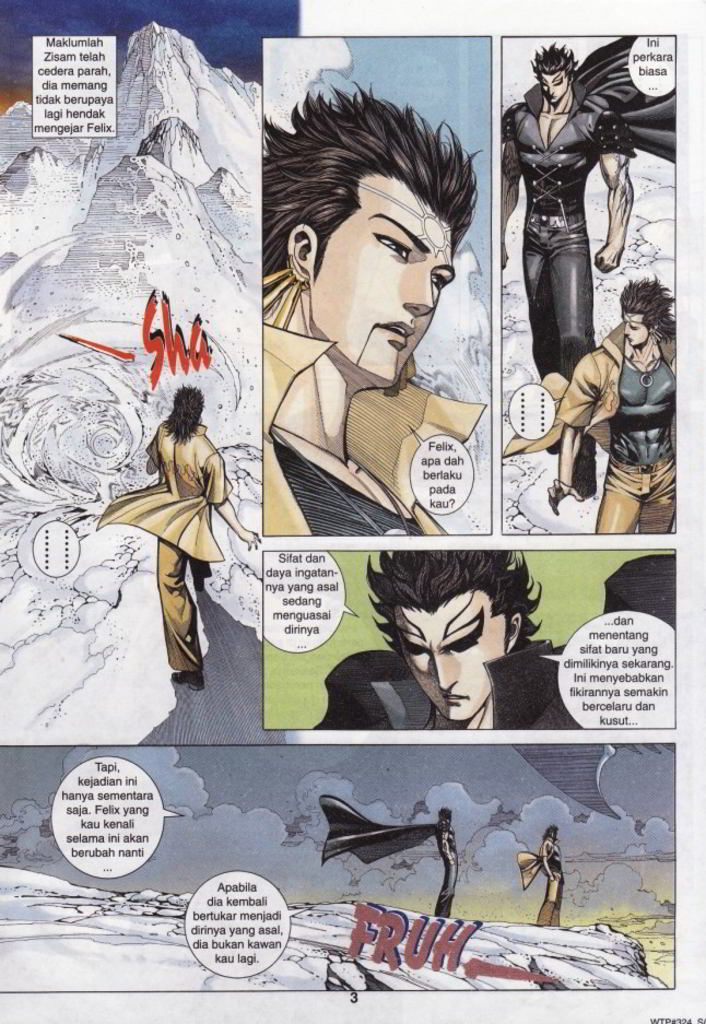 Maklumlah
Zisam telah
cedera parah,
dia memang
tidak berupaya
lagi hendak
mengejar Felix.
Sha
Felix,
apa dah
berlaku
pada
kau?
Ini
perkara
biasa
...
Sifat dan
daya ingatan-
nya yang asal
sedang
menguasai
dirinya
...
...dan
menentang
sifat baru yang
dimilikinya sekarang.
Ini menyebabkan
fikirannya semakin
bercelaru dan
kusut...
Tapi,
kejadian ini
hanya sementara
saja. Felix yang
kau kenali
selama ini akan
berubah nanti
...
Apabila
dia kembali
bertukar menjadi
dirinya yang asal,
dia bukan kawan
kau lagi.
FRUH
3
WTP#324